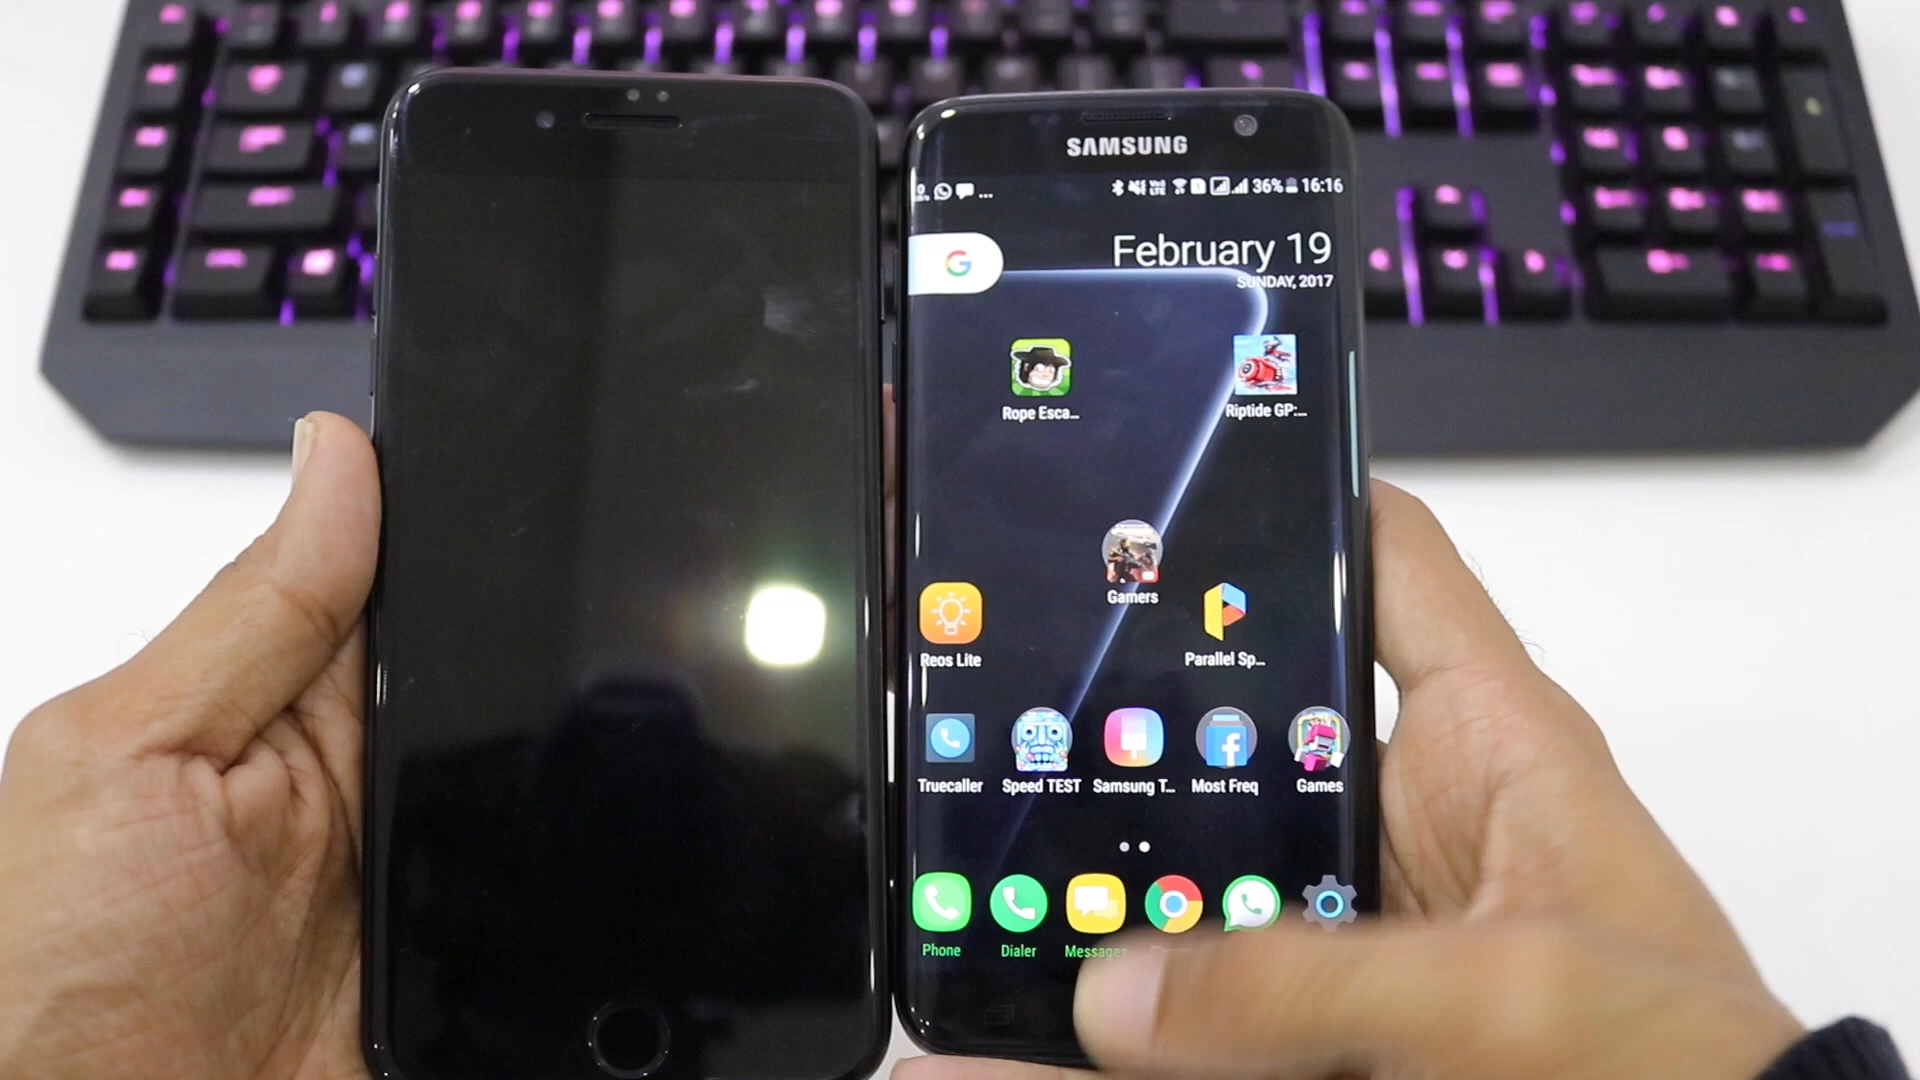 SAMSUNG
36% 16:16
February 19
SUNDAY, 2017
G
Rope Esca...
Riptide GP:...
Gamers
Reos Lite
Parallel Sp...
Truecaller
Speed TEST
Samsung T...
Most Freq
Games
Phone
Dialer
Messages